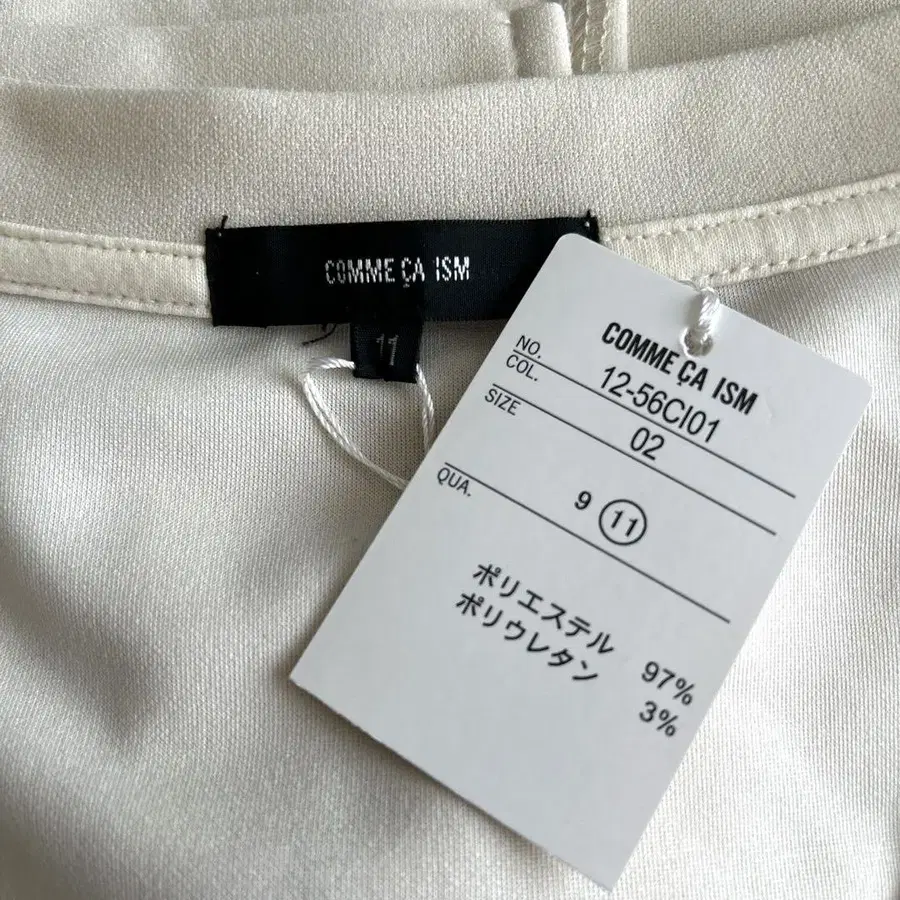 COMME ÇA ISM
11
COMME ÇA ISM
NO. 12-56CI01
COL. 02
SIZE 9 11
QUA.
ポリエステル 97%
ポリウレタン 3%